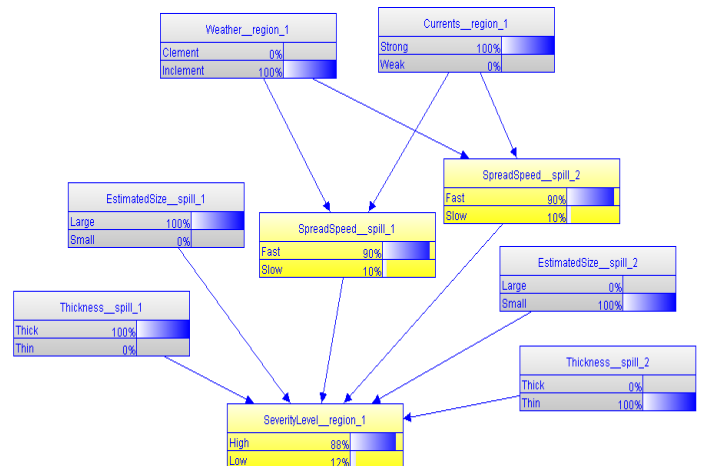 Weather__region_1
Clement 0%
Inclement 100%
Currents__region_1
Strong 100%
Weak 0%
SpreadSpeed__spill_2
Fast 90%
Slow 10%
EstimatedSize__spill_1
Large 100%
Small 0%
SpreadSpeed__spill_1
Fast 90%
Slow 10%
EstimatedSize__spill_2
Large 0%
Small 100%
Thickness__spill_1
Thick 100%
Thin 0%
Thickness__spill_2
Thick 0%
Thin 100%
SeverityLevel__region_1
High 88%
Low 12%